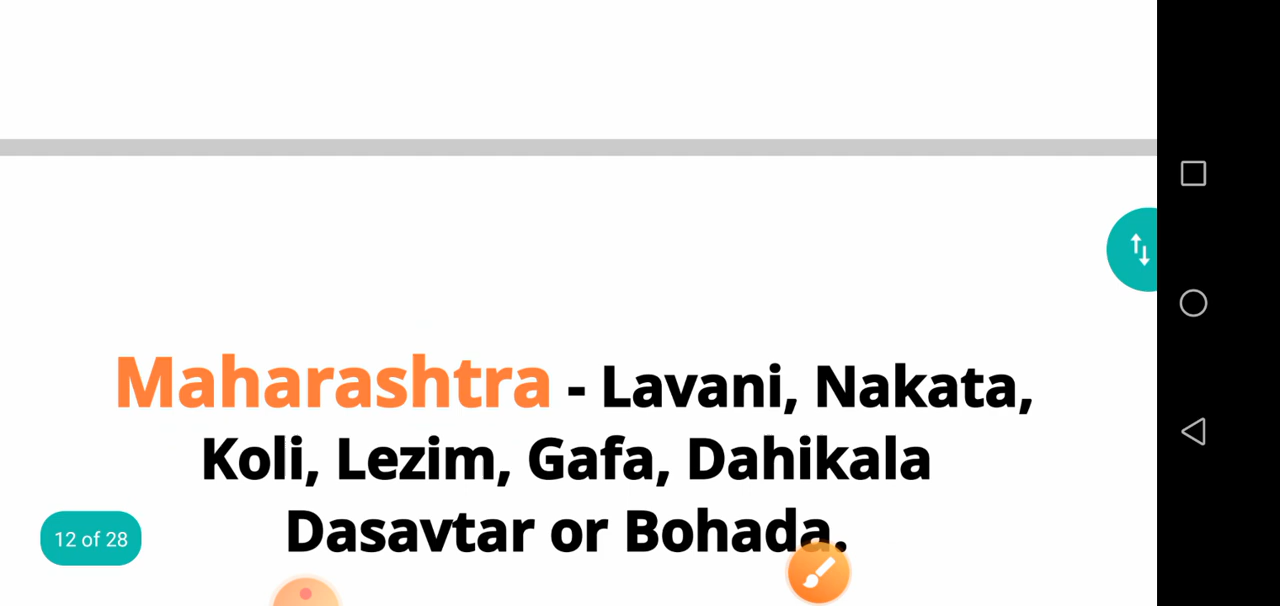 Maharashtra - Lavani, Nakata,
Koli, Lezim, Gafa, Dahikala
Dasavtar or Bohada.
12 of 28